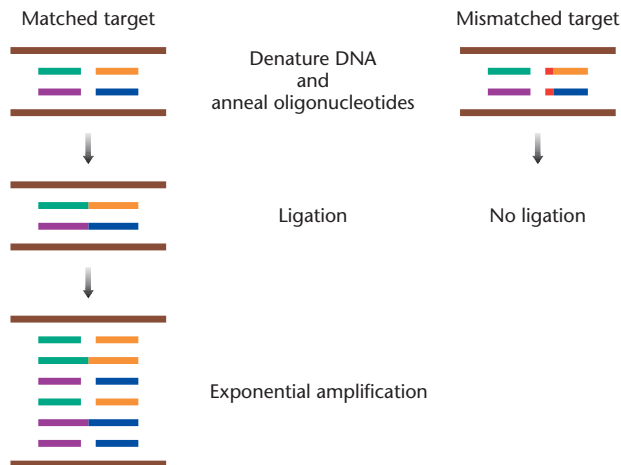 Matched target
Mismatched target
Denature DNA
and
anneal oligonucleotides
Ligation
No ligation
Exponential amplification